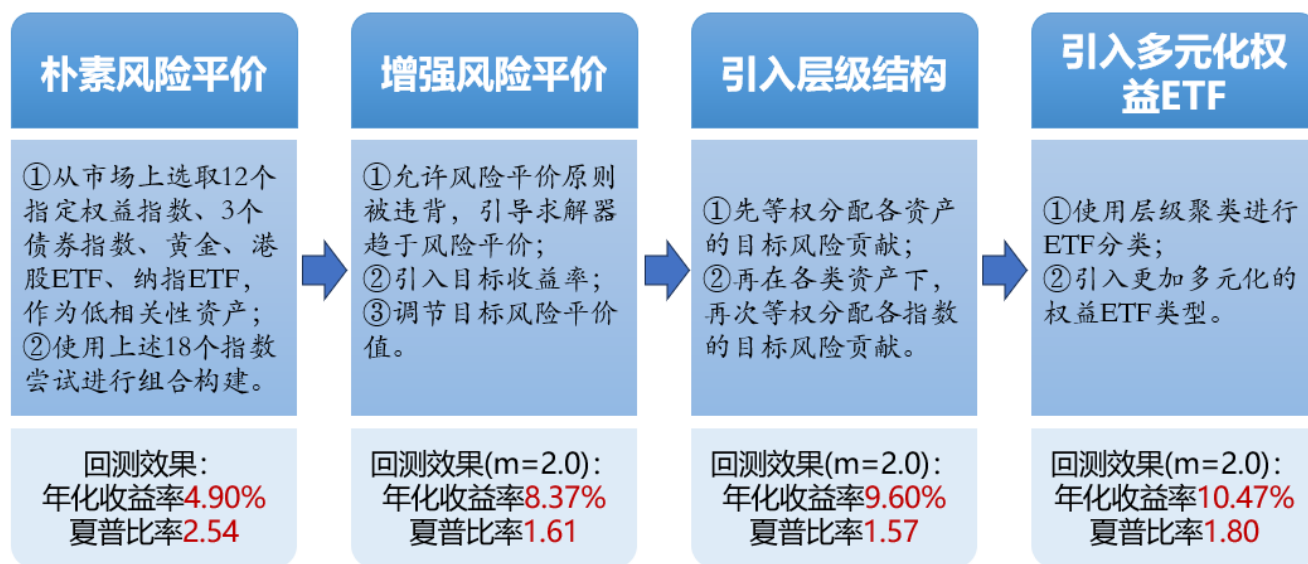 朴素风险平价
①从市场上选取12个
指定权益指数、3个
债券指数、黄金、港
股ETF、纳指ETF，
作为低相关性资产；
②使用上述18个指数
尝试进行组合构建。
回测效果：
年化收益率4.90%
夏普比率2.54
增强风险平价
①允许风险平价原则
被违背，引导求解器
趋于风险平价；
②引入目标收益率；
③调节目标风险平价
值。
回测效果(m=2.0)：
年化收益率8.37%
夏普比率1.61
引入层级结构
①先等权分配各资产
的目标风险贡献；
②再在各类资产下，
再次等权分配各指数
的目标风险贡献。
回测效果(m=2.0)：
年化收益率9.60%
夏普比率1.57
引入多元化权
益ETF
①使用层级聚类进行
ETF分类；
②引入更加多元化的
权益ETF类型。
回测效果(m=2.0)：
年化收益率10.47%
夏普比率1.80